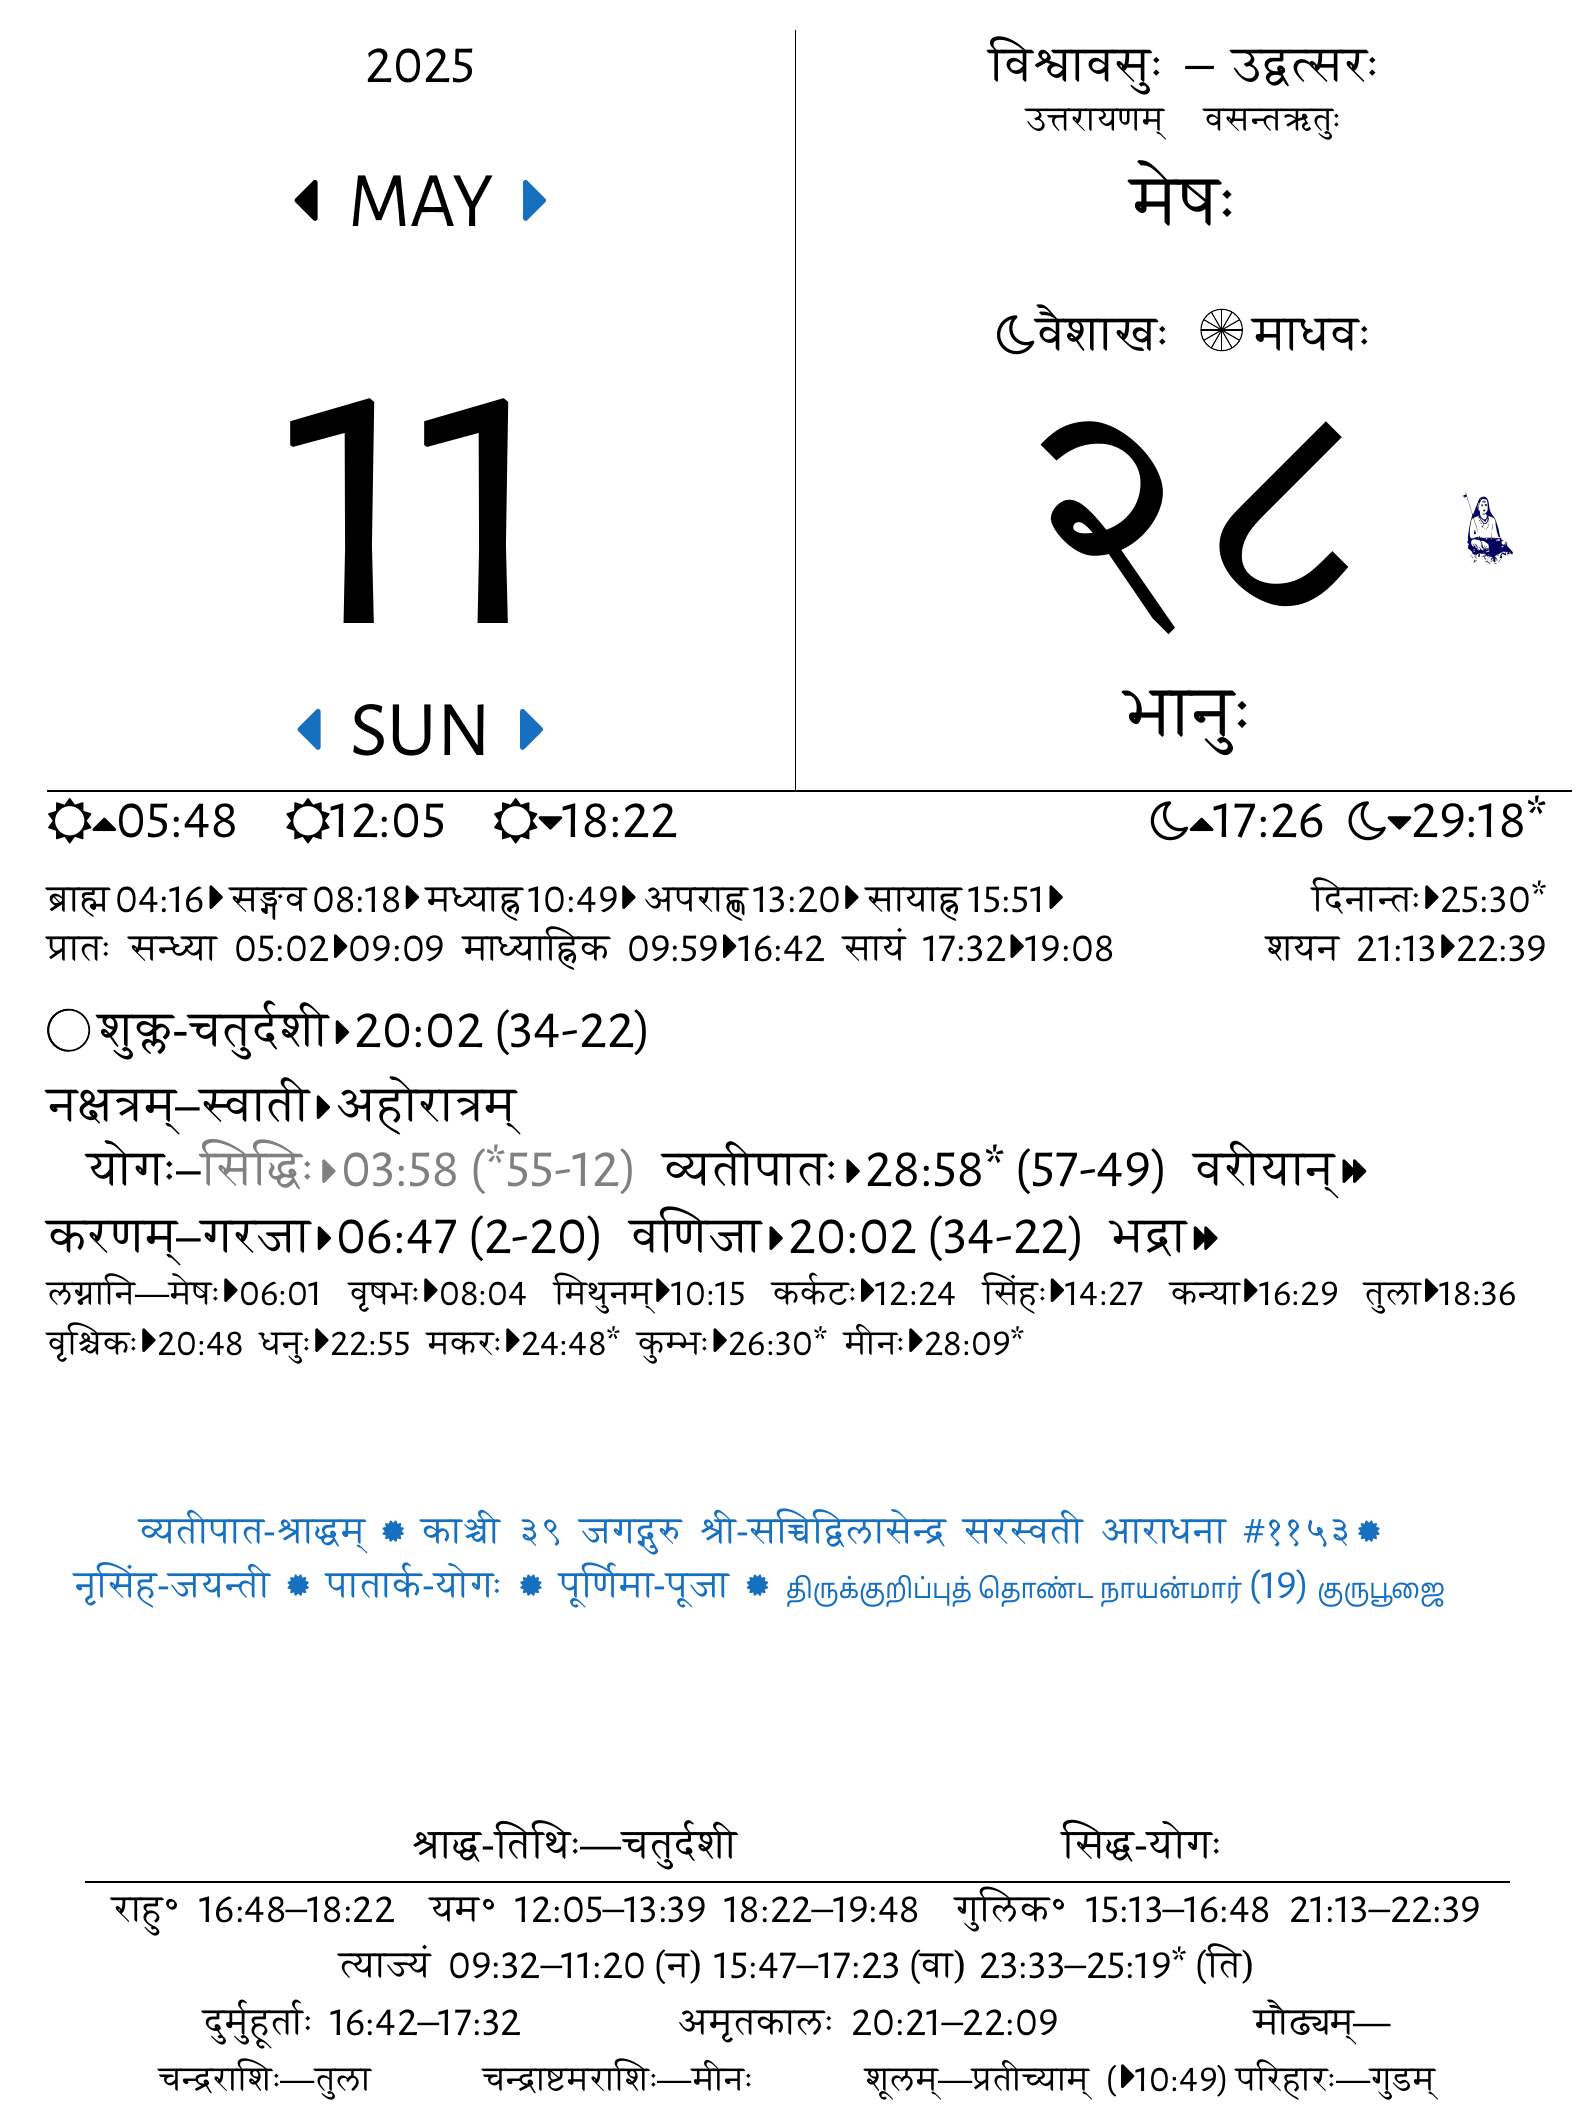 2025
MAY
11
SUN
विश्वावसुः – उद्वत्सरः
उत्तरायणम् वसन्तऋतुः
मेषः
वैशाखः माधवः
२८
भानुः
05:48 12:05 18:22 17:26 29:18*
ब्राह्म 04:16 सङ्गव 08:18 मध्याह्न 10:49 अपराह्ण 13:20 सायाह्न 15:51 दिनान्तः 25:30*
प्रातः सन्ध्या 05:02 09:09 माध्याह्निक 09:59 16:42 सायं 17:32 19:08 शयन 21:13 22:39
शुक्ल-चतुर्दशी 20:02 (34-22)
नक्षत्रम्–स्वाती अहोरात्रम्
योगः–सिद्धिः 03:58 (*55-12) व्यतीपातः 28:58* (57-49) वरीयान्
करणम्–गरजा 06:47 (2-20) वणिजा 20:02 (34-22) भद्रा
लग्नानि—मेषः 06:01 वृषभः 08:04 मिथुनम् 10:15 कर्कटः 12:24 सिंहः 14:27 कन्या 16:29 तुला 18:36
वृश्चिकः 20:48 धनुः 22:55 मकरः 24:48* कुम्भः 26:30* मीनः 28:09*
व्यतीपात-श्राद्धम् काञ्ची ३९ जगद्गुरु श्री-सच्चिद्विलासेन्द्र सरस्वती आराधना #११५३
नृसिंह-जयन्ती पातार्क-योगः पूर्णिमा-पूजा திருக்குறிப்புத் தொண்ட நாயன்மார் (19) குருபூஜை
श्राद्ध-तिथिः—चतुर्दशी सिद्ध-योगः
राहु॰ 16:48–18:22 यम॰ 12:05–13:39 18:22–19:48 गुलिक॰ 15:13–16:48 21:13–22:39
त्याज्यं 09:32–11:20 (न) 15:47–17:23 (वा) 23:33–25:19* (ति)
दुर्मुहूर्ताः 16:42–17:32 अमृतकालः 20:21–22:09 मौढ्यम्—
चन्द्रराशिः—तुला चन्द्राष्टमराशिः—मीनः शूलम्—प्रतीच्याम् (10:49) परिहारः—गुडम्